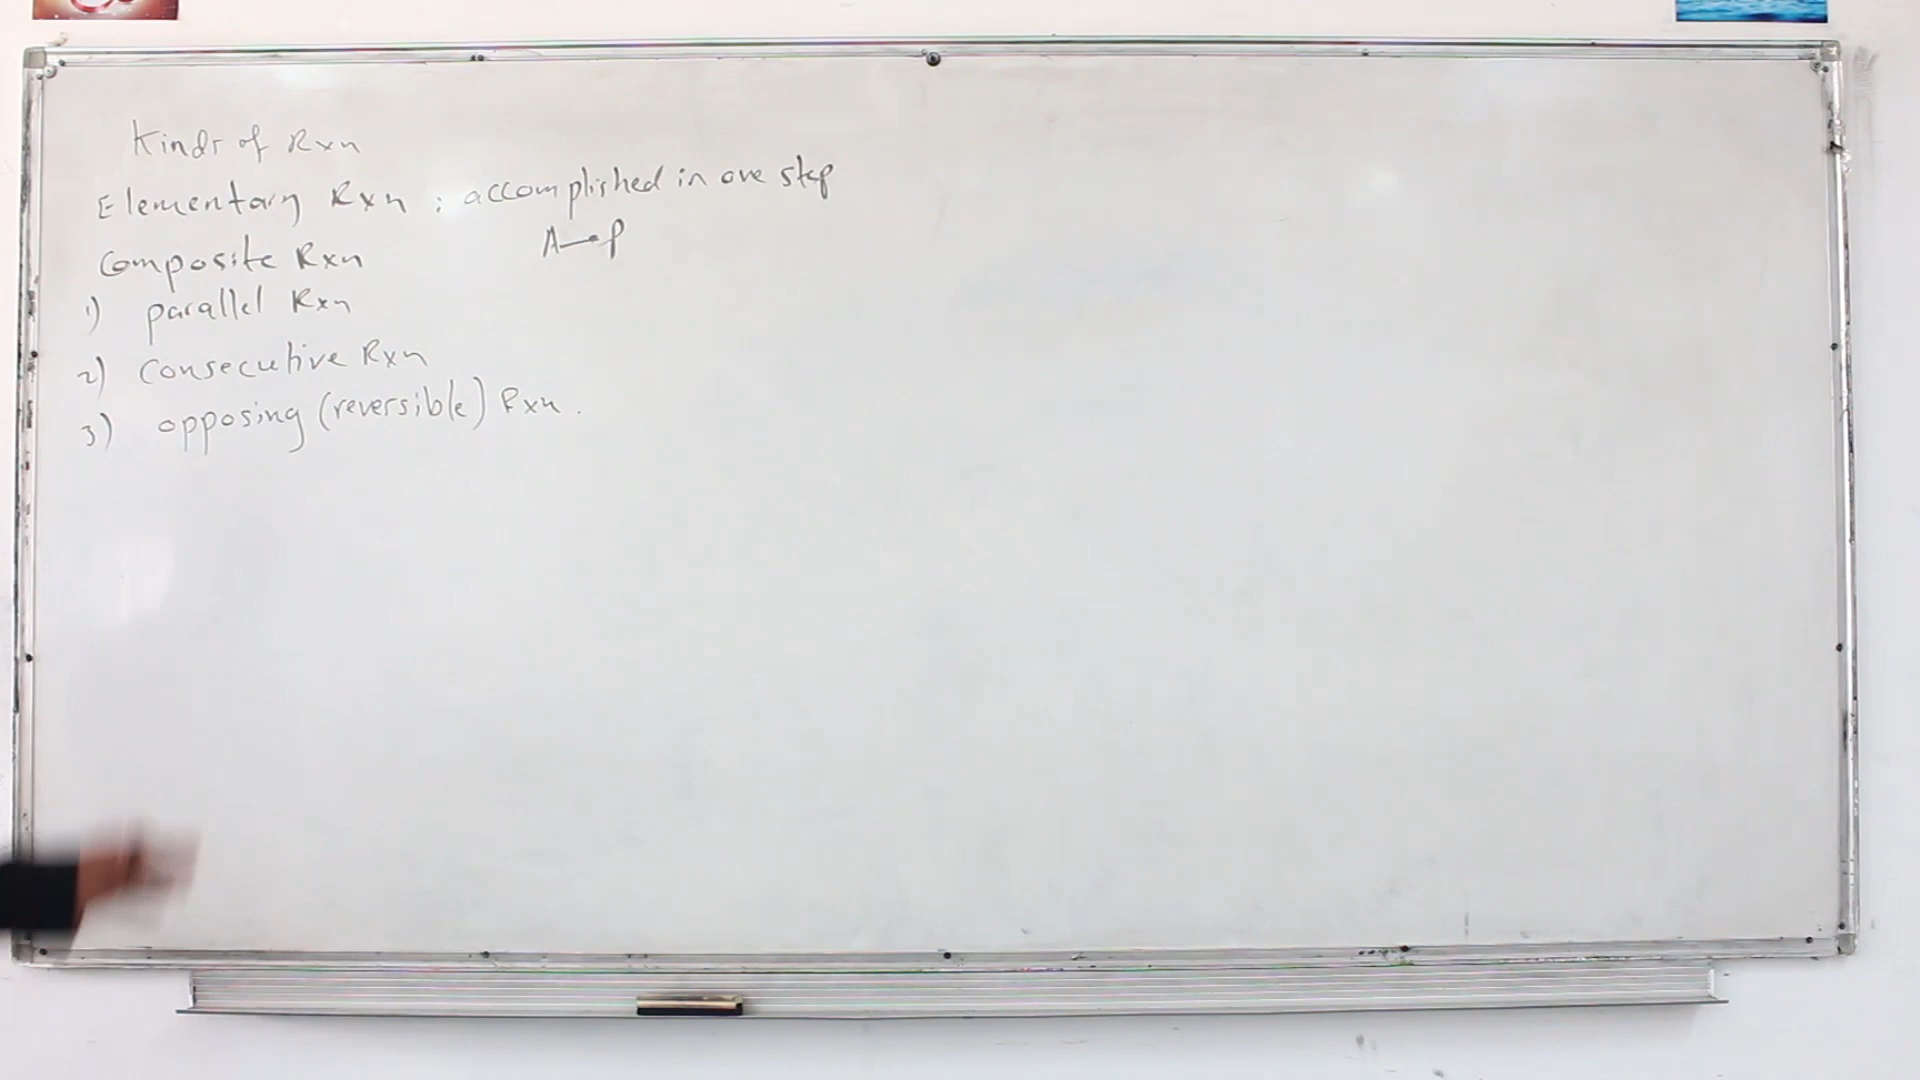 Kinds of Rxn
Elementary Rxn : accomplished in one step
A → P
Composite Rxn
1) parallel Rxn
2) Consecutive Rxn
3) opposing (reversible) Rxn.